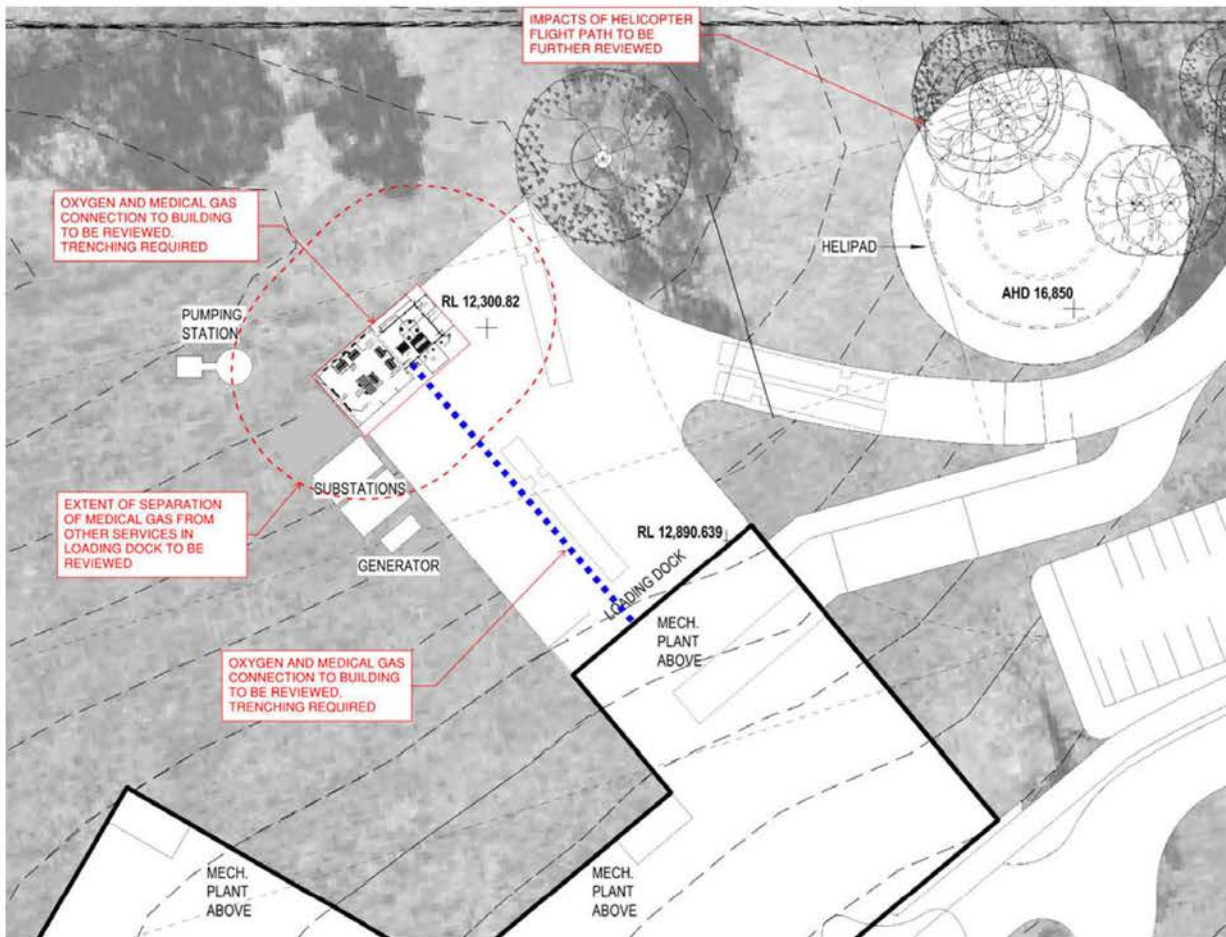 IMPACTS OF HELICOPTER
FLIGHT PATH TO BE
FURTHER REVIEWED
OXYGEN AND MEDICAL GAS
CONNECTION TO BUILDING
TO BE REVIEWED.
TRENCHING REQUIRED
HELIPAD
AHD 16,850
RL 12,300.82
PUMPING
STATION
SUBSTATIONS
EXTENT OF SEPARATION
OF MEDICAL GAS FROM
OTHER SERVICES IN
LOADING DOCK TO BE
REVIEWED
GENERATOR
RL 12,890.639
LOADING DOCK
MECH.
PLANT
ABOVE
OXYGEN AND MEDICAL GAS
CONNECTION TO BUILDING
TO BE REVIEWED.
TRENCHING REQUIRED
MECH.
PLANT
ABOVE
MECH.
PLANT
ABOVE